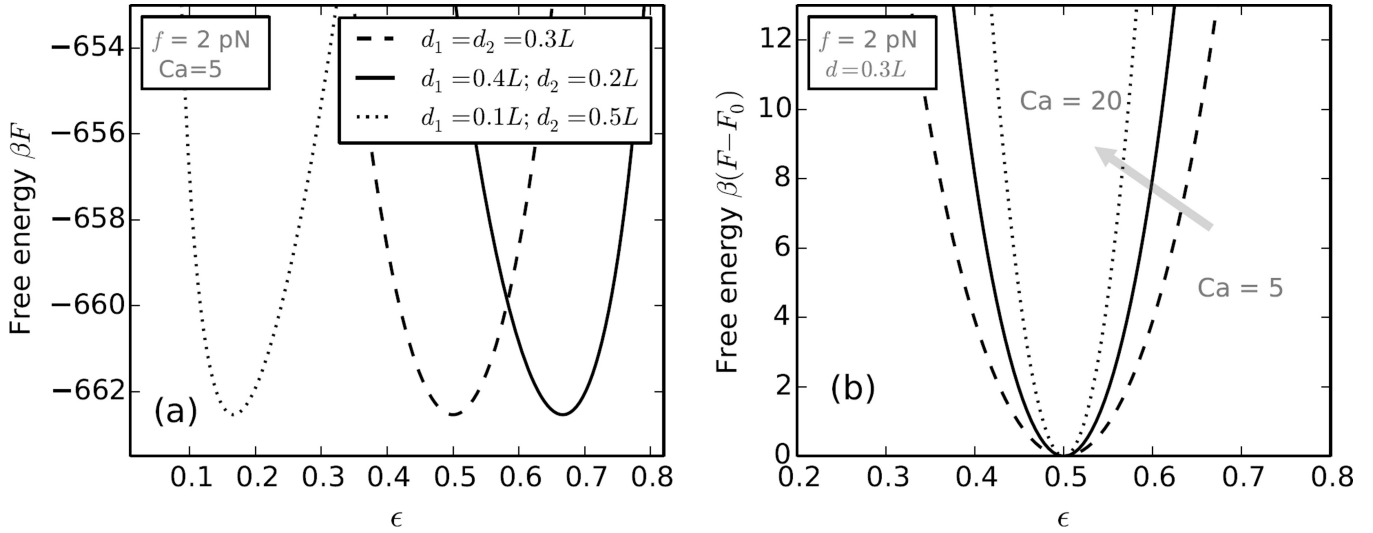 Free energy βF
−654
−656
−658
−660
−662
f = 2 pN
Ca=5
d₁ =d₂ =0.3L
d₁ =0.4L; d₂ =0.2L
d₁ =0.1L; d₂ =0.5L
(a)
0.1 0.2 0.3 0.4 0.5 0.6 0.7 0.8
ϵ
Free energy β(F−F₀)
12
10
8
6
4
2
0
f = 2 pN
d=0.3L
Ca = 20
Ca = 5
(b)
0.2 0.3 0.4 0.5 0.6 0.7 0.8
ϵ